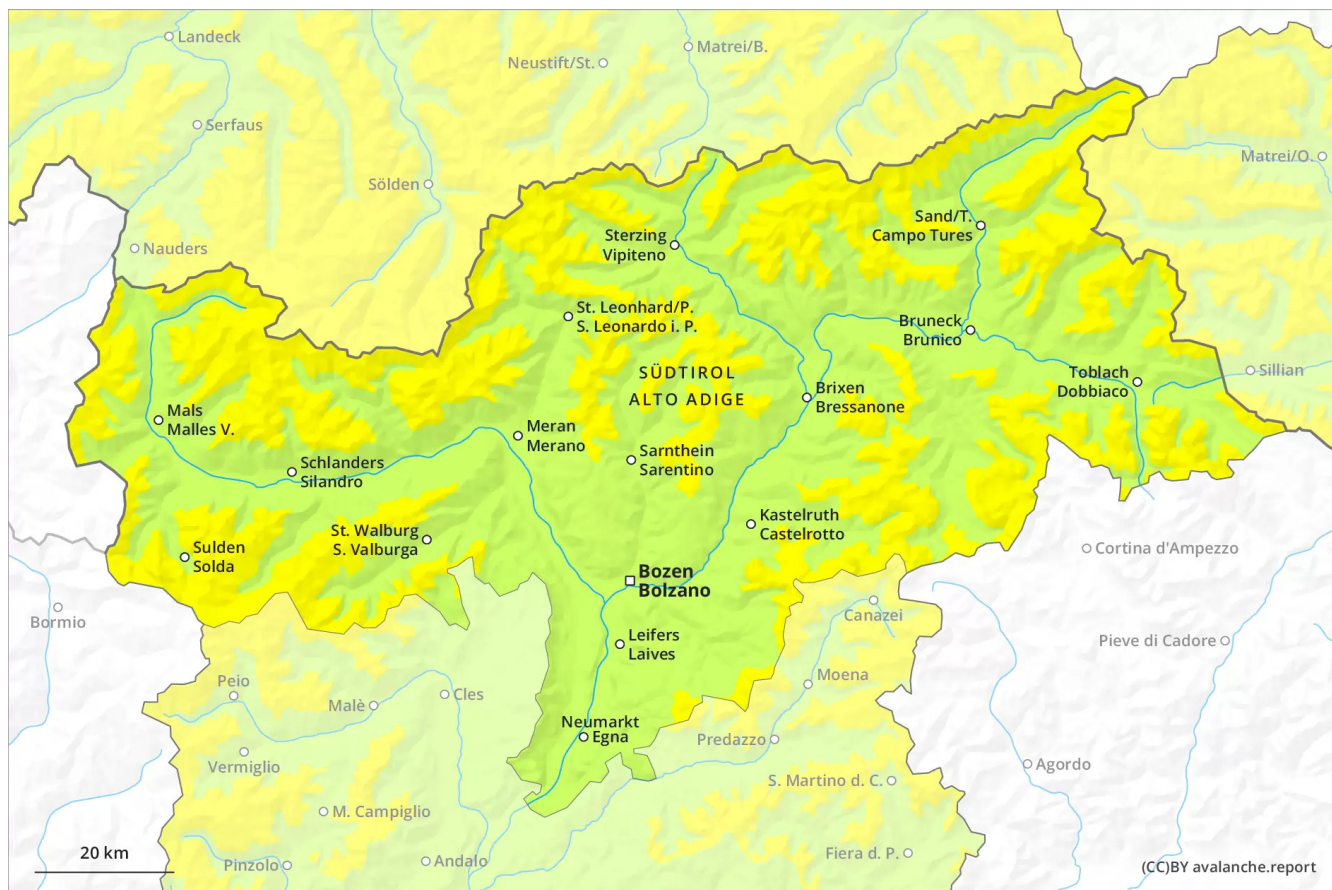 Landeck
Matrei/B.
Neustift/St.
Serfaus
Matrei/O.
Sölden
Sand/T.
Campo Tures
Sterzing
Vipiteno
Nauders
St. Leonhard/P.
S. Leonardo i. P.
Bruneck
Brunico
SÜDTIROL
ALTO ADIGE
Toblach
Dobbiaco
Sillian
Brixen
Bressanone
Mals
Malles V.
Meran
Merano
Schlanders
Silandro
Sarnthein
Sarentino
Kastelruth
Castelrotto
St. Walburg
S. Valburga
Sulden
Solda
Cortina d'Ampezzo
Bozen
Bolzano
Bormio
Canazei
Leifers
Laives
Pieve di Cadore
Peio
Malè
Cles
Moena
Neumarkt
Egna
Predazzo
Vermiglio
Agordo
S. Martino d. C.
M. Campiglio
20 km
Pinzolo
Andalo
Fiera d. P.
(CC)BY avalanche.report